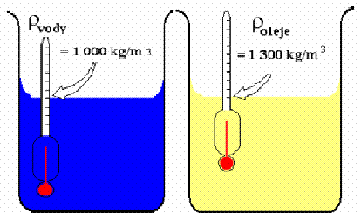 ρvody
= 1 000 kg/m 3
ρoleje
= 1 300 kg/m 3